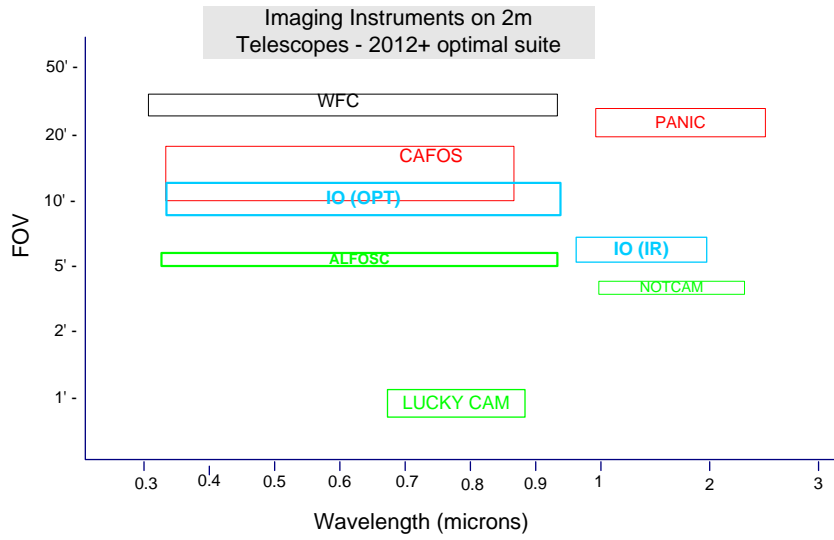 Imaging Instruments on 2m
Telescopes - 2012+ optimal suite
50' -
WFC
PANIC
20' -
CAFOS
IO (OPT)
10' -
FOV
IO (IR)
ALFOSC
5' -
NOTCAM
2' -
1' -
LUCKY CAM
0.3 0.4 0.5 0.6 0.7 0.8 0.9 1 2 3
Wavelength (microns)